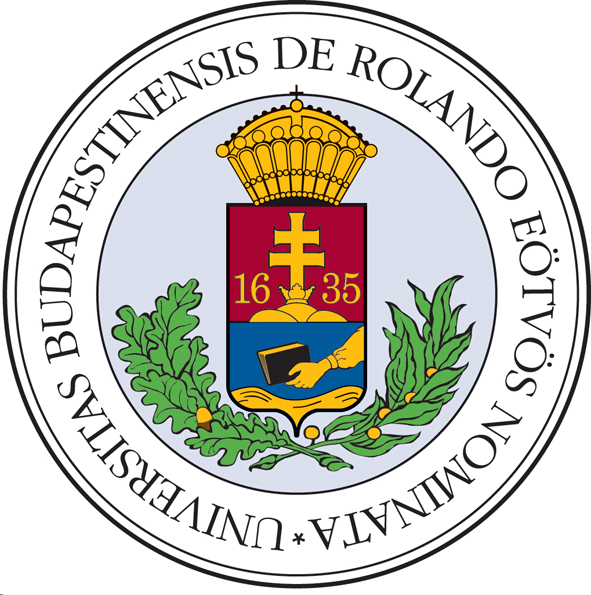 UNIVERSITAS BUDAPESTINENSIS DE ROLANDO EÖTVÖS NOMINATA *
16 35